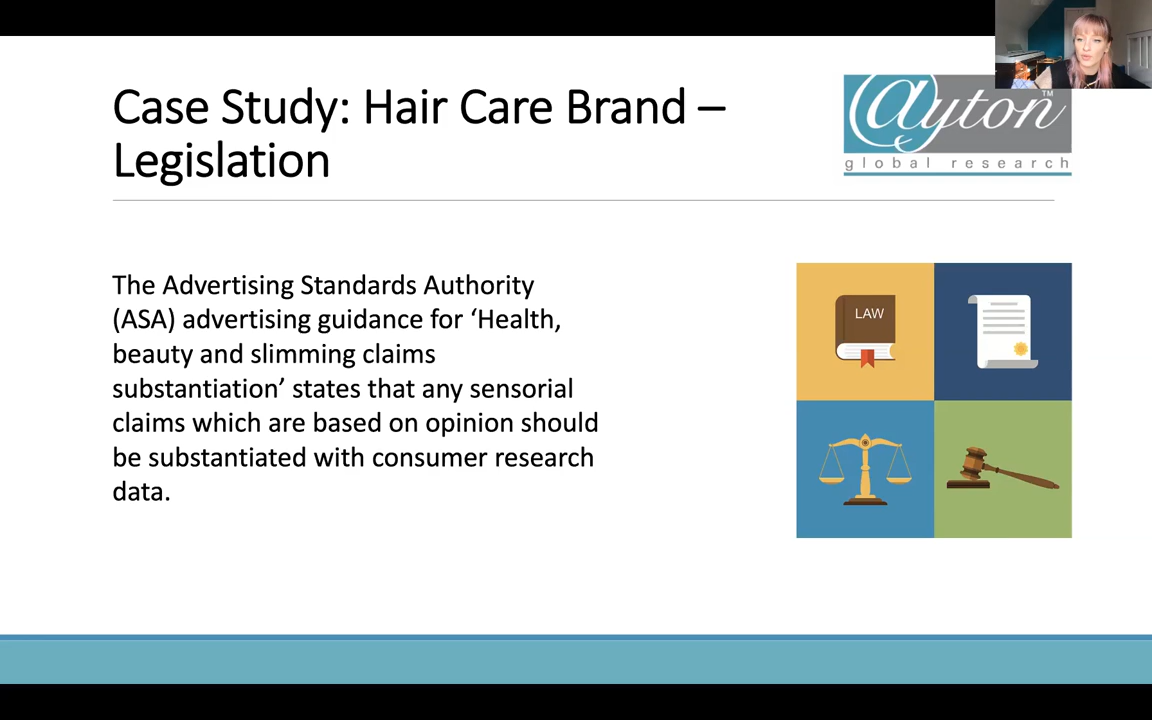 Case Study: Hair Care Brand –
Legislation
@yton™
global research
The Advertising Standards Authority
(ASA) advertising guidance for ‘Health,
beauty and slimming claims
substantiation’ states that any sensorial
claims which are based on opinion should
be substantiated with consumer research
data.
LAW